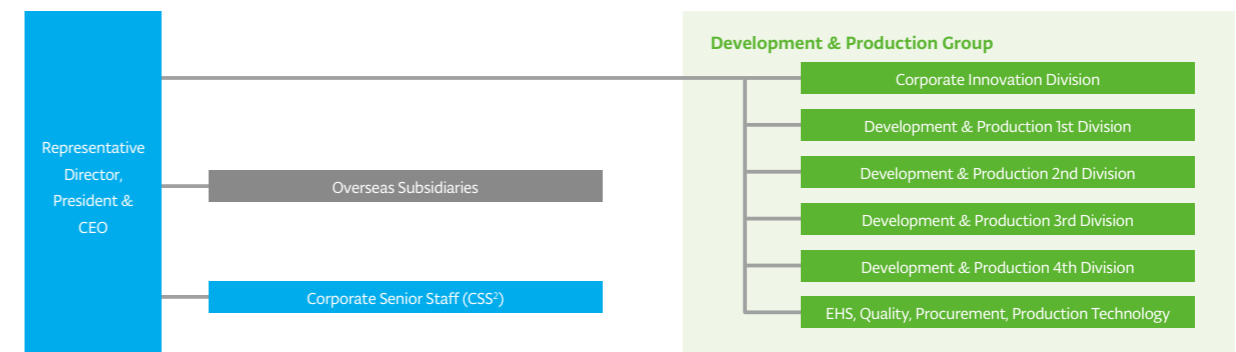 Representative
Director,
President &
CEO
Overseas Subsidiaries
Corporate Senior Staff (CSS²)
Development & Production Group
Corporate Innovation Division
Development & Production 1st Division
Development & Production 2nd Division
Development & Production 3rd Division
Development & Production 4th Division
EHS, Quality, Procurement, Production Technology